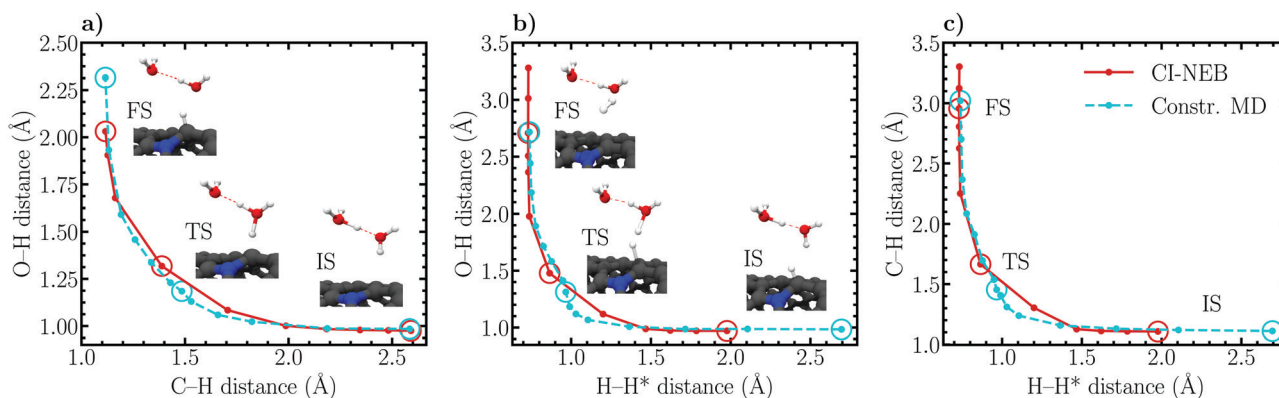 a)
2.50
2.25
2.00
1.75
1.50
1.25
1.00
O–H distance (Å)
FS
TS
IS
1.0
1.5
2.0
2.5
C–H distance (Å)
b)
3.5
3.0
2.5
2.0
1.5
1.0
O–H distance (Å)
FS
TS
IS
1.0
1.5
2.0
2.5
H–H* distance (Å)
c)
3.5
3.0
2.5
2.0
1.5
1.0
C–H distance (Å)
CI-NEB
Constr. MD
FS
TS
IS
1.0
1.5
2.0
2.5
H–H* distance (Å)